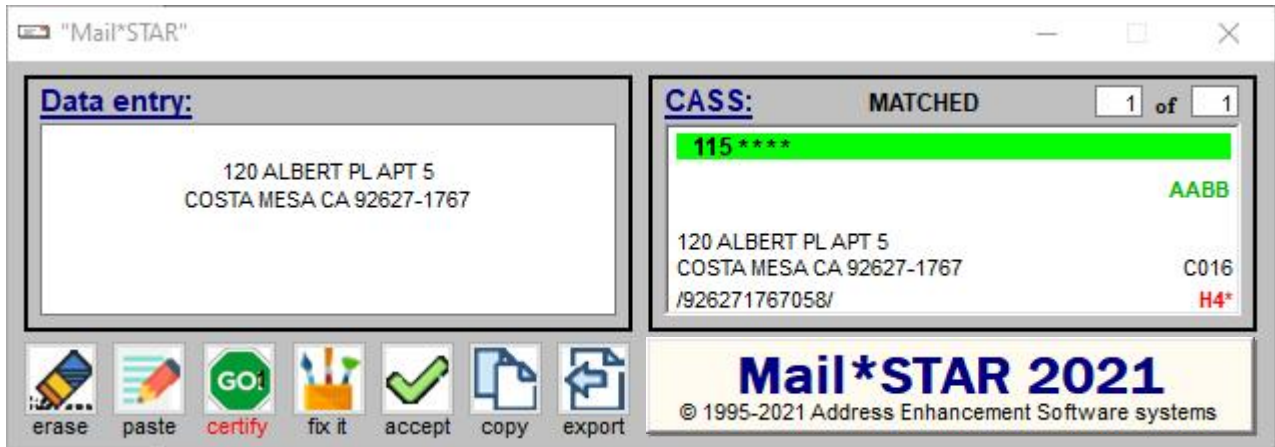 "Mail*STAR"
Data entry:
120 ALBERT PL APT 5
COSTA MESA CA 92627-1767
CASS: MATCHED 1 of 1
115 ****
AABB
120 ALBERT PL APT 5
COSTA MESA CA 92627-1767 C016
/926271767058/ H4*
GO!
erase paste certify fix it accept copy export
Mail*STAR 2021
© 1995-2021 Address Enhancement Software systems